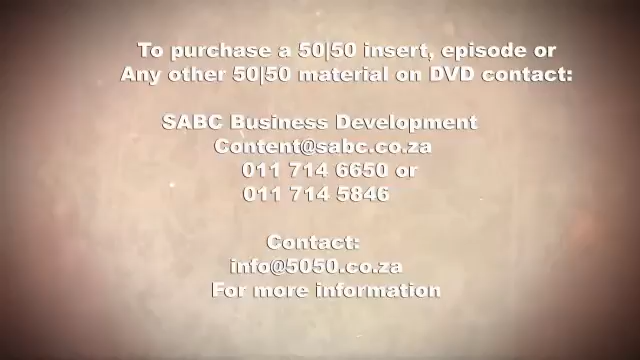 To purchase a 50|50 insert, episode or
Any other 50|50 material on DVD contact:
SABC Business Development
Content@sabc.co.za
011 714 6650 or
011 714 5846
Contact:
info@5050.co.za
For more information